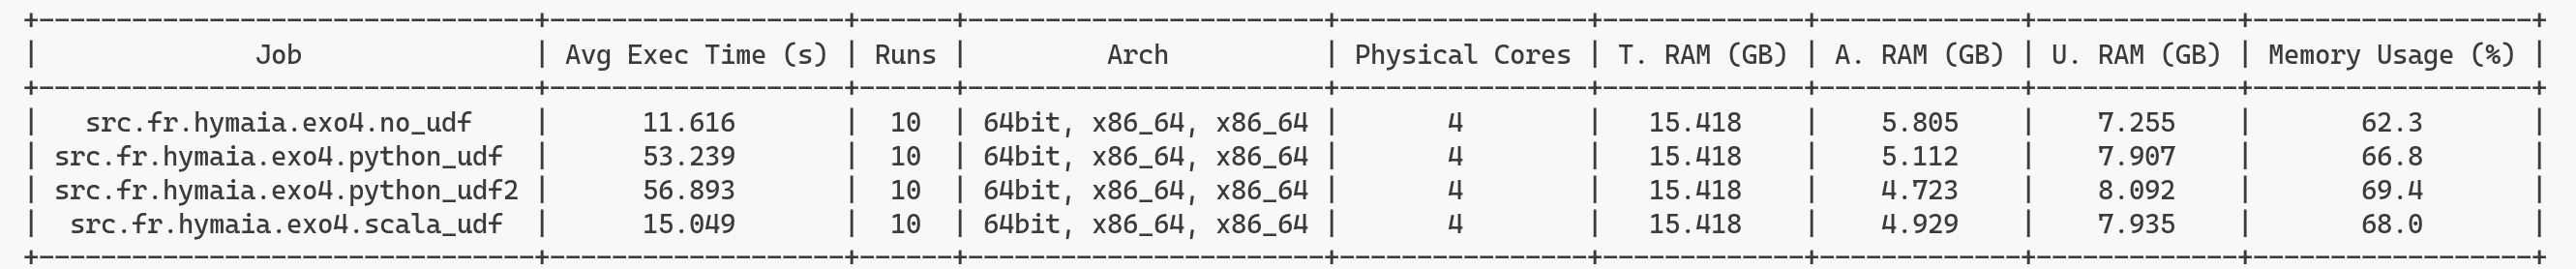 +--------------------------------+--------------------+------+------------------------+----------------+-------------+-------------+-------------+------------------+
|              Job               | Avg Exec Time (s) | Runs |         Arch          | Physical Cores | T. RAM (GB) | A. RAM (GB) | U. RAM (GB) | Memory Usage (%) |
+--------------------------------+--------------------+------+------------------------+----------------+-------------+-------------+-------------+------------------+
|   src.fr.hymaia.exo4.no_udf    |      11.616       |  10  | 64bit, x86_64, x86_64 |       4        |   15.418    |    5.805    |    7.255    |       62.3       |
| src.fr.hymaia.exo4.python_udf  |      53.239       |  10  | 64bit, x86_64, x86_64 |       4        |   15.418    |    5.112    |    7.907    |       66.8       |
| src.fr.hymaia.exo4.python_udf2 |      56.893       |  10  | 64bit, x86_64, x86_64 |       4        |   15.418    |    4.723    |    8.092    |       69.4       |
|  src.fr.hymaia.exo4.scala_udf  |      15.049       |  10  | 64bit, x86_64, x86_64 |       4        |   15.418    |    4.929    |    7.935    |       68.0       |
+--------------------------------+--------------------+------+------------------------+----------------+-------------+-------------+-------------+------------------+